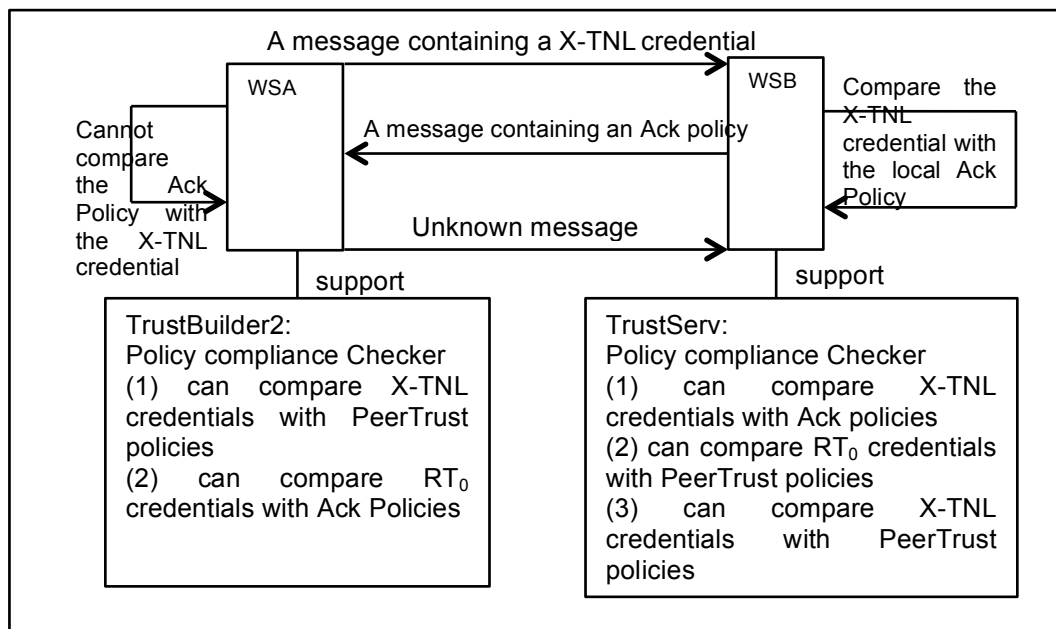 A message containing a X-TNL credential
WSA
WSB
Compare the
X-TNL
credential with
the local Ack
Policy
A message containing an Ack policy
Cannot
compare
the Ack
Policy with
the X-TNL
credential
Unknown message
support
support
TrustBuilder2:
Policy compliance Checker
(1) can compare X-TNL
credentials with PeerTrust
policies
(2) can compare RT₀
credentials with Ack Policies
TrustServ:
Policy compliance Checker
(1) can compare X-TNL
credentials with Ack policies
(2) can compare RT₀ credentials
with PeerTrust policies
(3) can compare X-TNL
credentials with PeerTrust
policies